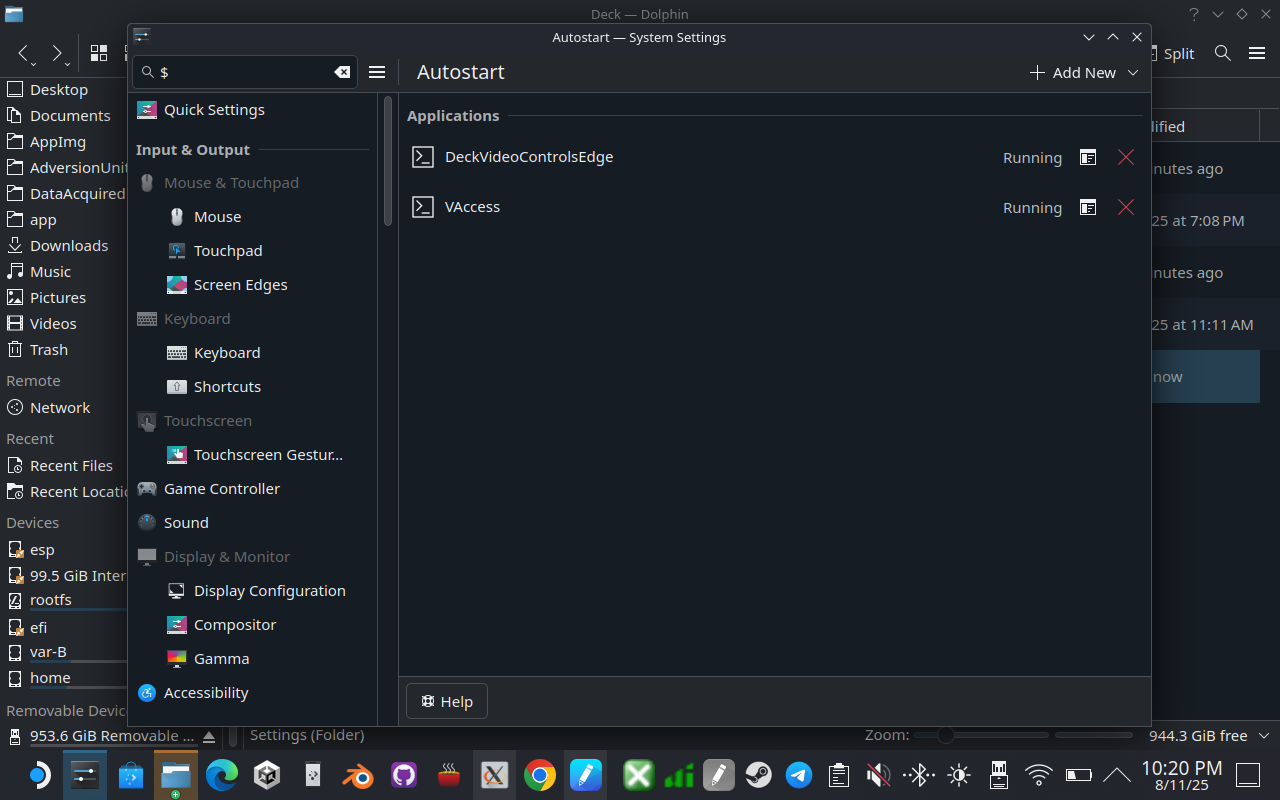 Deck — Dolphin
Autostart — System Settings
$
Autostart
Add New
Split
Desktop
Documents
AppImg
AdversionUnit
DataAcquired
app
Downloads
Music
Pictures
Videos
Trash
Remote
Network
Recent
Recent Files
Recent Locatio
Devices
esp
99.5 GiB Inter
rootfs
efi
var-B
home
Removable Device
953.6 GiB Removable ...
Quick Settings
Input & Output
Mouse & Touchpad
Mouse
Touchpad
Screen Edges
Keyboard
Keyboard
Shortcuts
Touchscreen
Touchscreen Gestur...
Game Controller
Sound
Display & Monitor
Display Configuration
Compositor
Gamma
Accessibility
Applications
DeckVideoControlsEdge
Running
VAccess
Running
Help
ified
nutes ago
25 at 7:08 PM
nutes ago
25 at 11:11 AM
now
Settings (Folder)
Zoom:
944.3 GiB free
10:20 PM
8/11/25